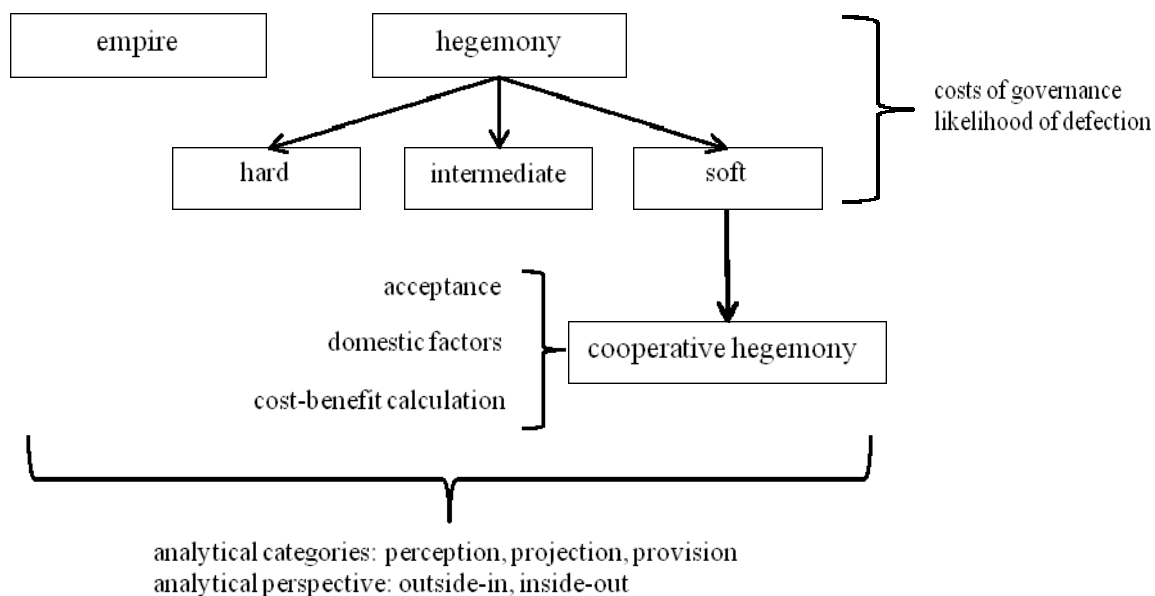 empire
hegemony
costs of governance
likelihood of defection
hard
intermediate
soft
acceptance
domestic factors
cooperative hegemony
cost-benefit calculation
analytical categories: perception, projection, provision
analytical perspective: outside-in, inside-out